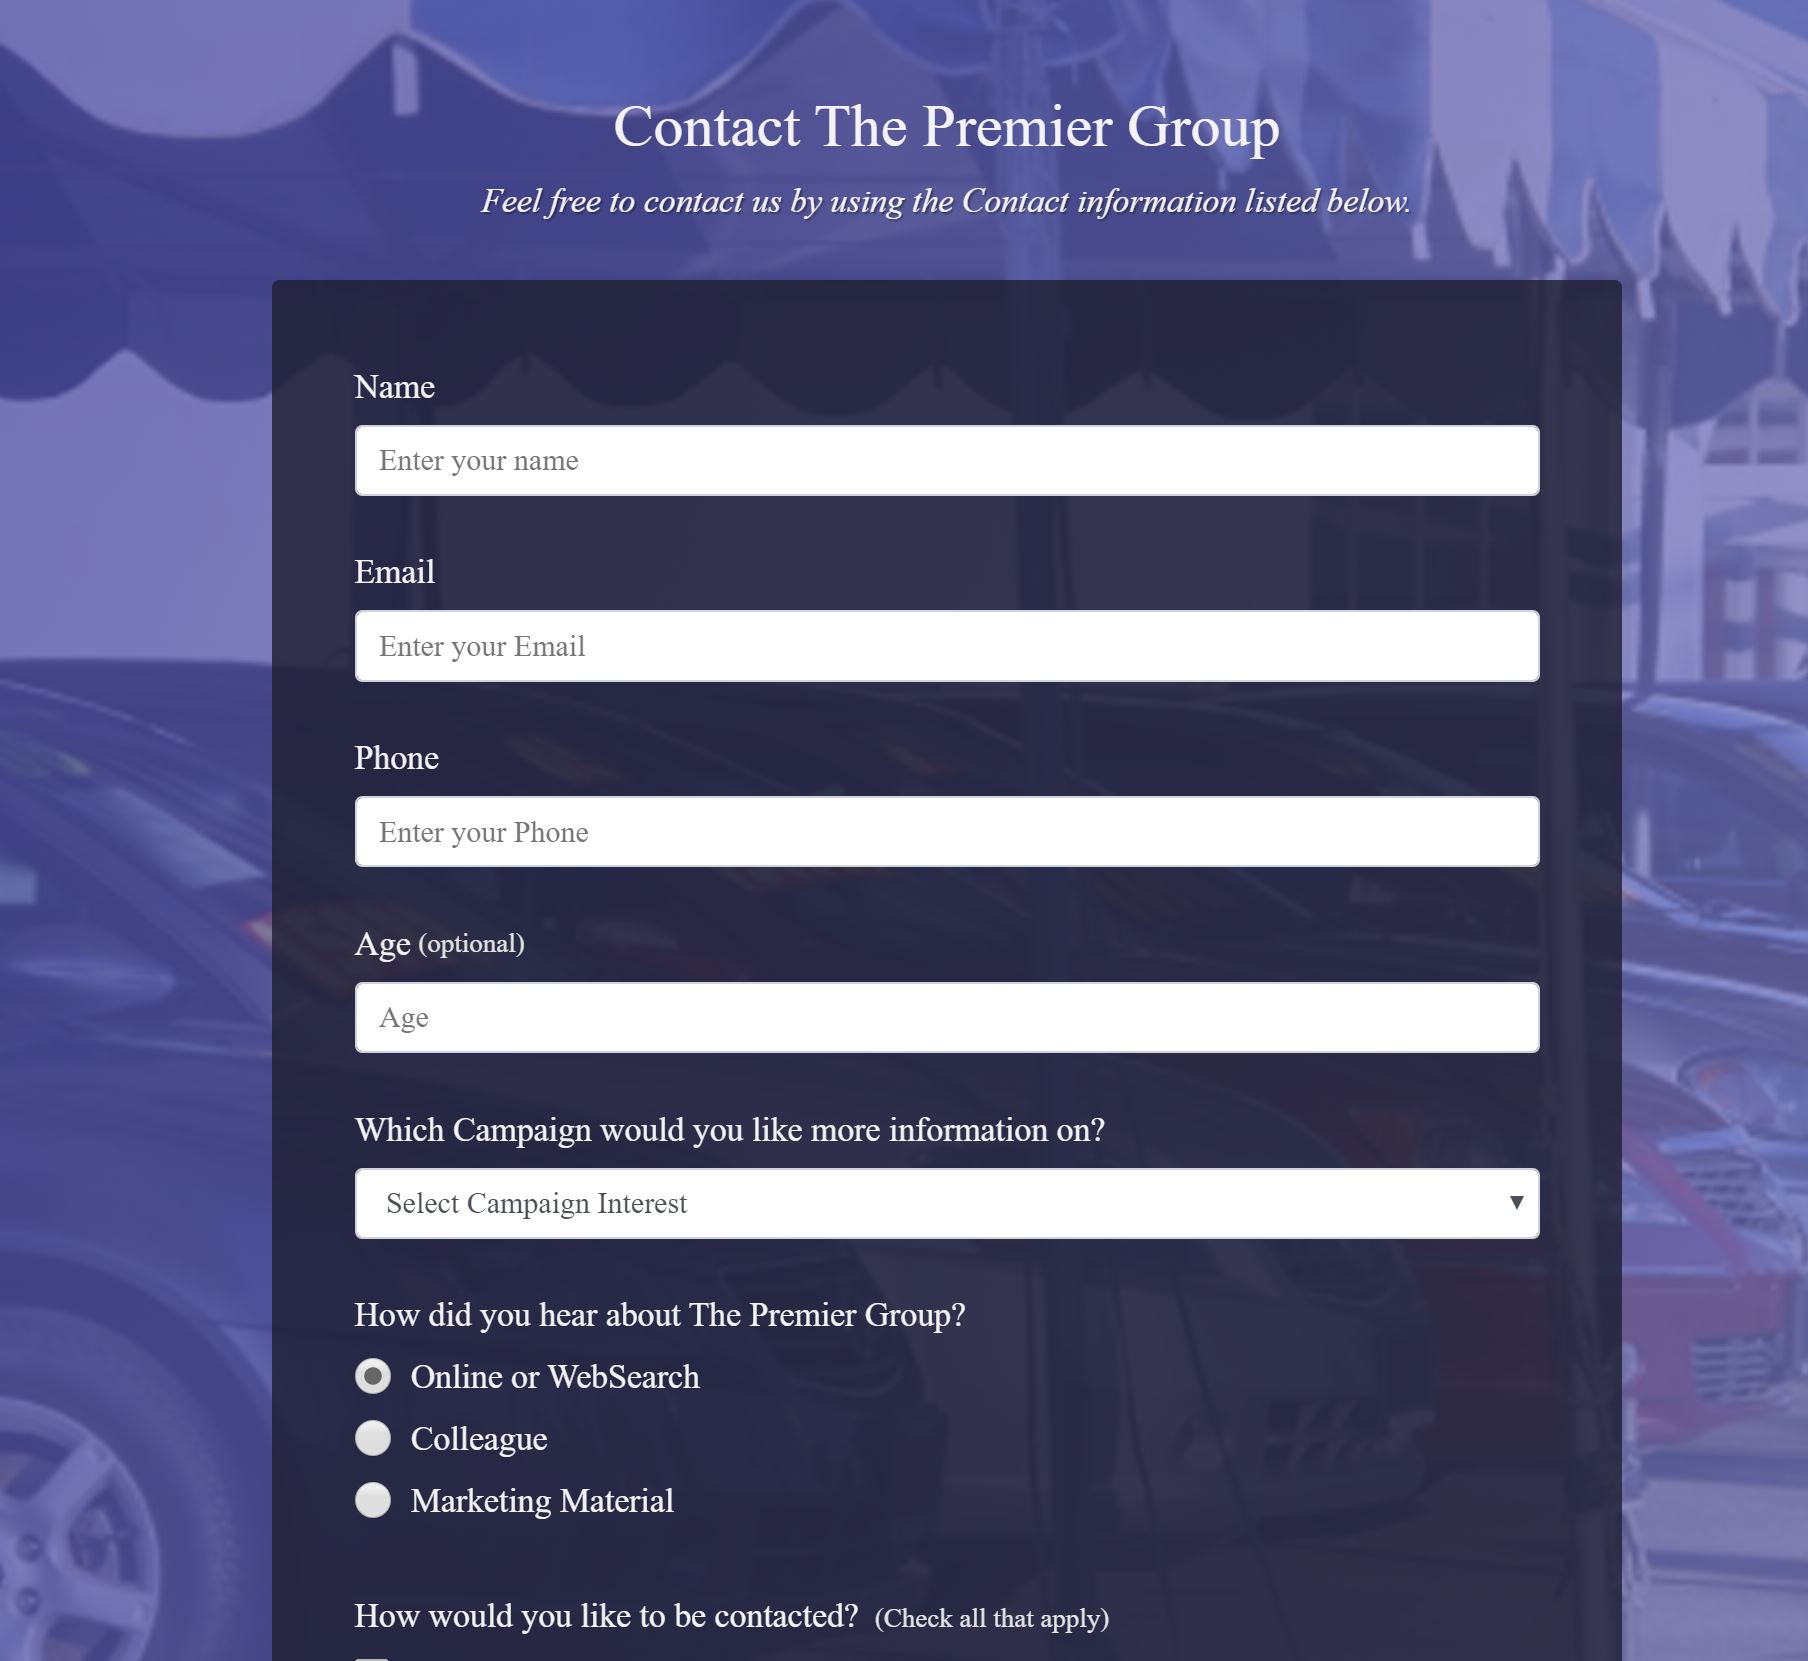 Contact The Premier Group
Feel free to contact us by using the Contact information listed below.
Name
Enter your name
Email
Enter your Email
Phone
Enter your Phone
Age (optional)
Age
Which Campaign would you like more information on?
Select Campaign Interest
How did you hear about The Premier Group?
Online or WebSearch
Colleague
Marketing Material
How would you like to be contacted? (Check all that apply)